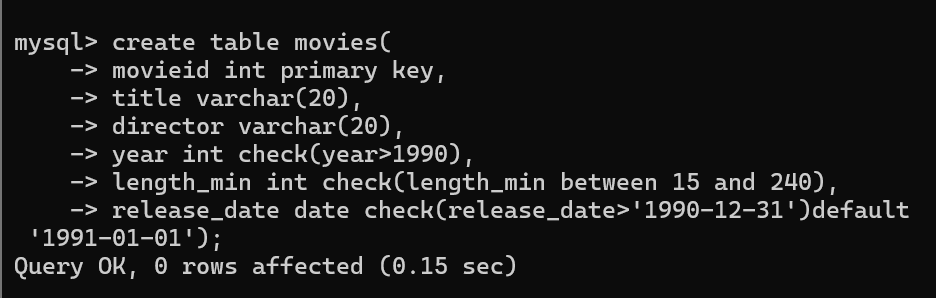 mysql> create table movies(
    -> movieid int primary key,
    -> title varchar(20),
    -> director varchar(20),
    -> year int check(year>1990),
    -> length_min int check(length_min between 15 and 240),
    -> release_date date check(release_date>'1990-12-31')default
 '1991-01-01');
Query OK, 0 rows affected (0.15 sec)